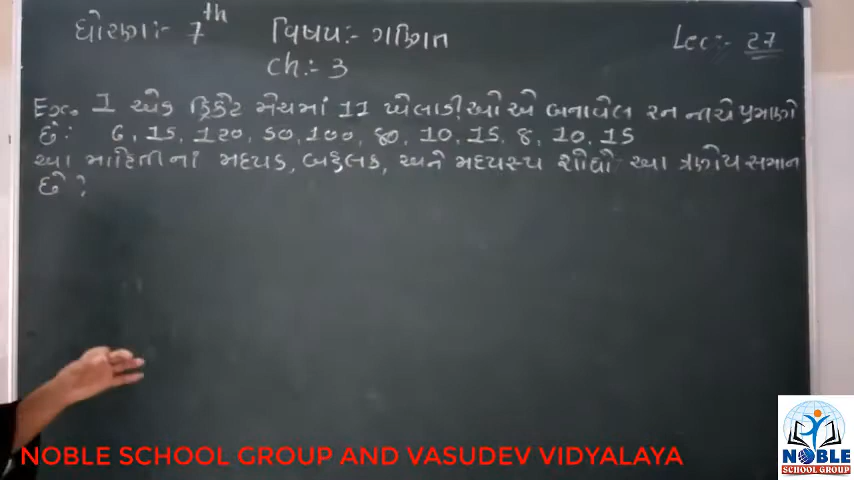 ધોરણ:- 7th વિષય:- ગણિત Lec:- 27
Ch:- 3
Exc. 1 એક ક્રિકેટ મેચમાં 11 ખેલાડીઓ એ બનાવેલ રન નીચે પ્રમાણે
છે: 6, 15, 120, 50, 100, 80, 10, 15, 8, 10, 15
આ માહિતીનાં મધ્યક, બહુલક, અને મધ્યસ્થ શોધો આ ત્રણેય સમાન
છે ?
NOBLE SCHOOL GROUP AND VASUDEV VIDYALAYA
NOBLE
SCHOOL GROUP